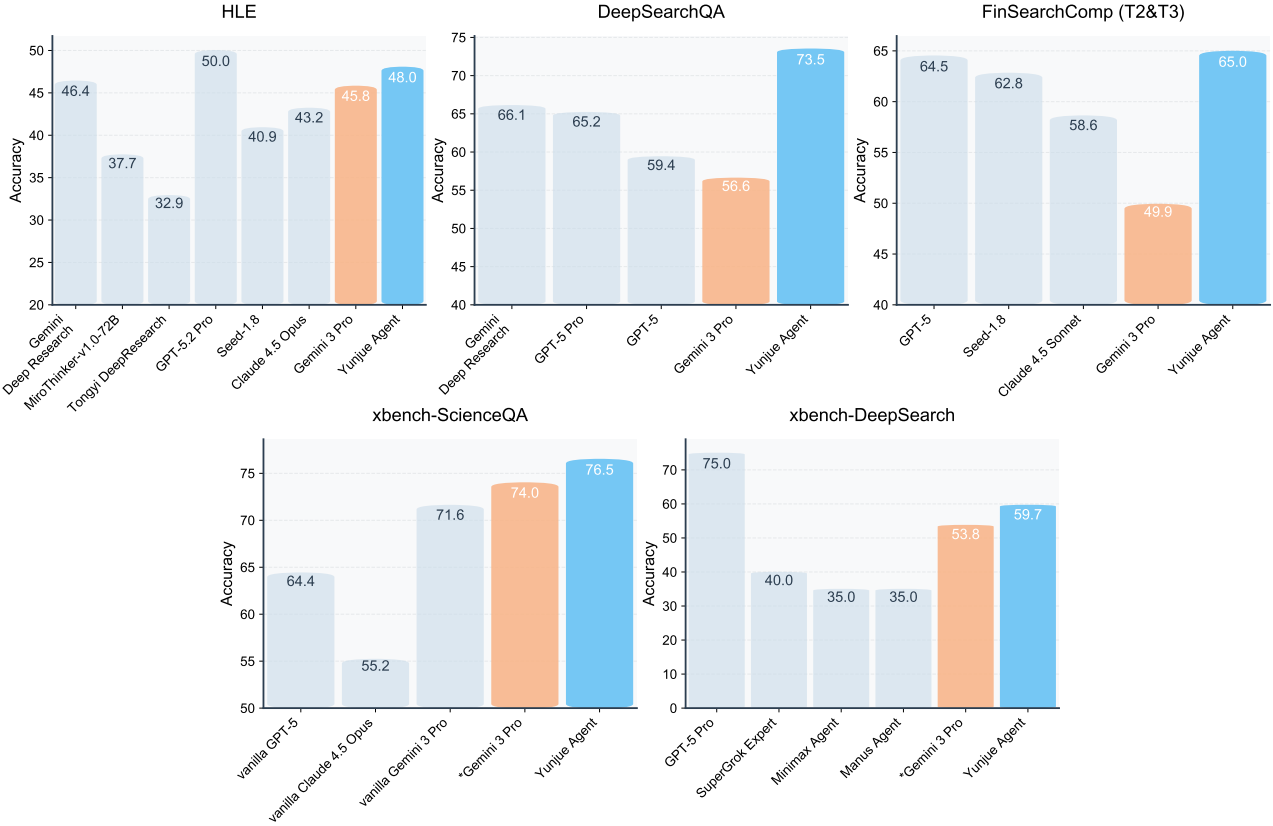 HLE
Accuracy
50
45
40
35
30
25
20
46.4
37.7
32.9
50.0
40.9
43.2
45.8
48.0
Gemini
Deep Research
MiroThinker-v1.0-72B
Tongyi DeepResearch
GPT-5.2 Pro
Seed-1.8
Claude 4.5 Opus
Gemini 3 Pro
Yunjue Agent
DeepSearchQA
Accuracy
75
70
65
60
55
50
45
40
66.1
65.2
59.4
56.6
73.5
Gemini
Deep Research
GPT-5 Pro
GPT-5
Gemini 3 Pro
Yunjue Agent
FinSearchComp (T2&T3)
Accuracy
65
60
55
50
45
40
64.5
62.8
58.6
49.9
65.0
GPT-5
Seed-1.8
Claude 4.5 Sonnet
Gemini 3 Pro
Yunjue Agent
xbench-ScienceQA
Accuracy
75
70
65
60
55
50
64.4
55.2
71.6
74.0
76.5
vanilla GPT-5
vanilla Claude 4.5 Opus
vanilla Gemini 3 Pro
*Gemini 3 Pro
Yunjue Agent
xbench-DeepSearch
Accuracy
70
60
50
40
30
20
10
0
75.0
40.0
35.0
35.0
53.8
59.7
GPT-5 Pro
SuperGrok Expert
Minimax Agent
Manus Agent
*Gemini 3 Pro
Yunjue Agent